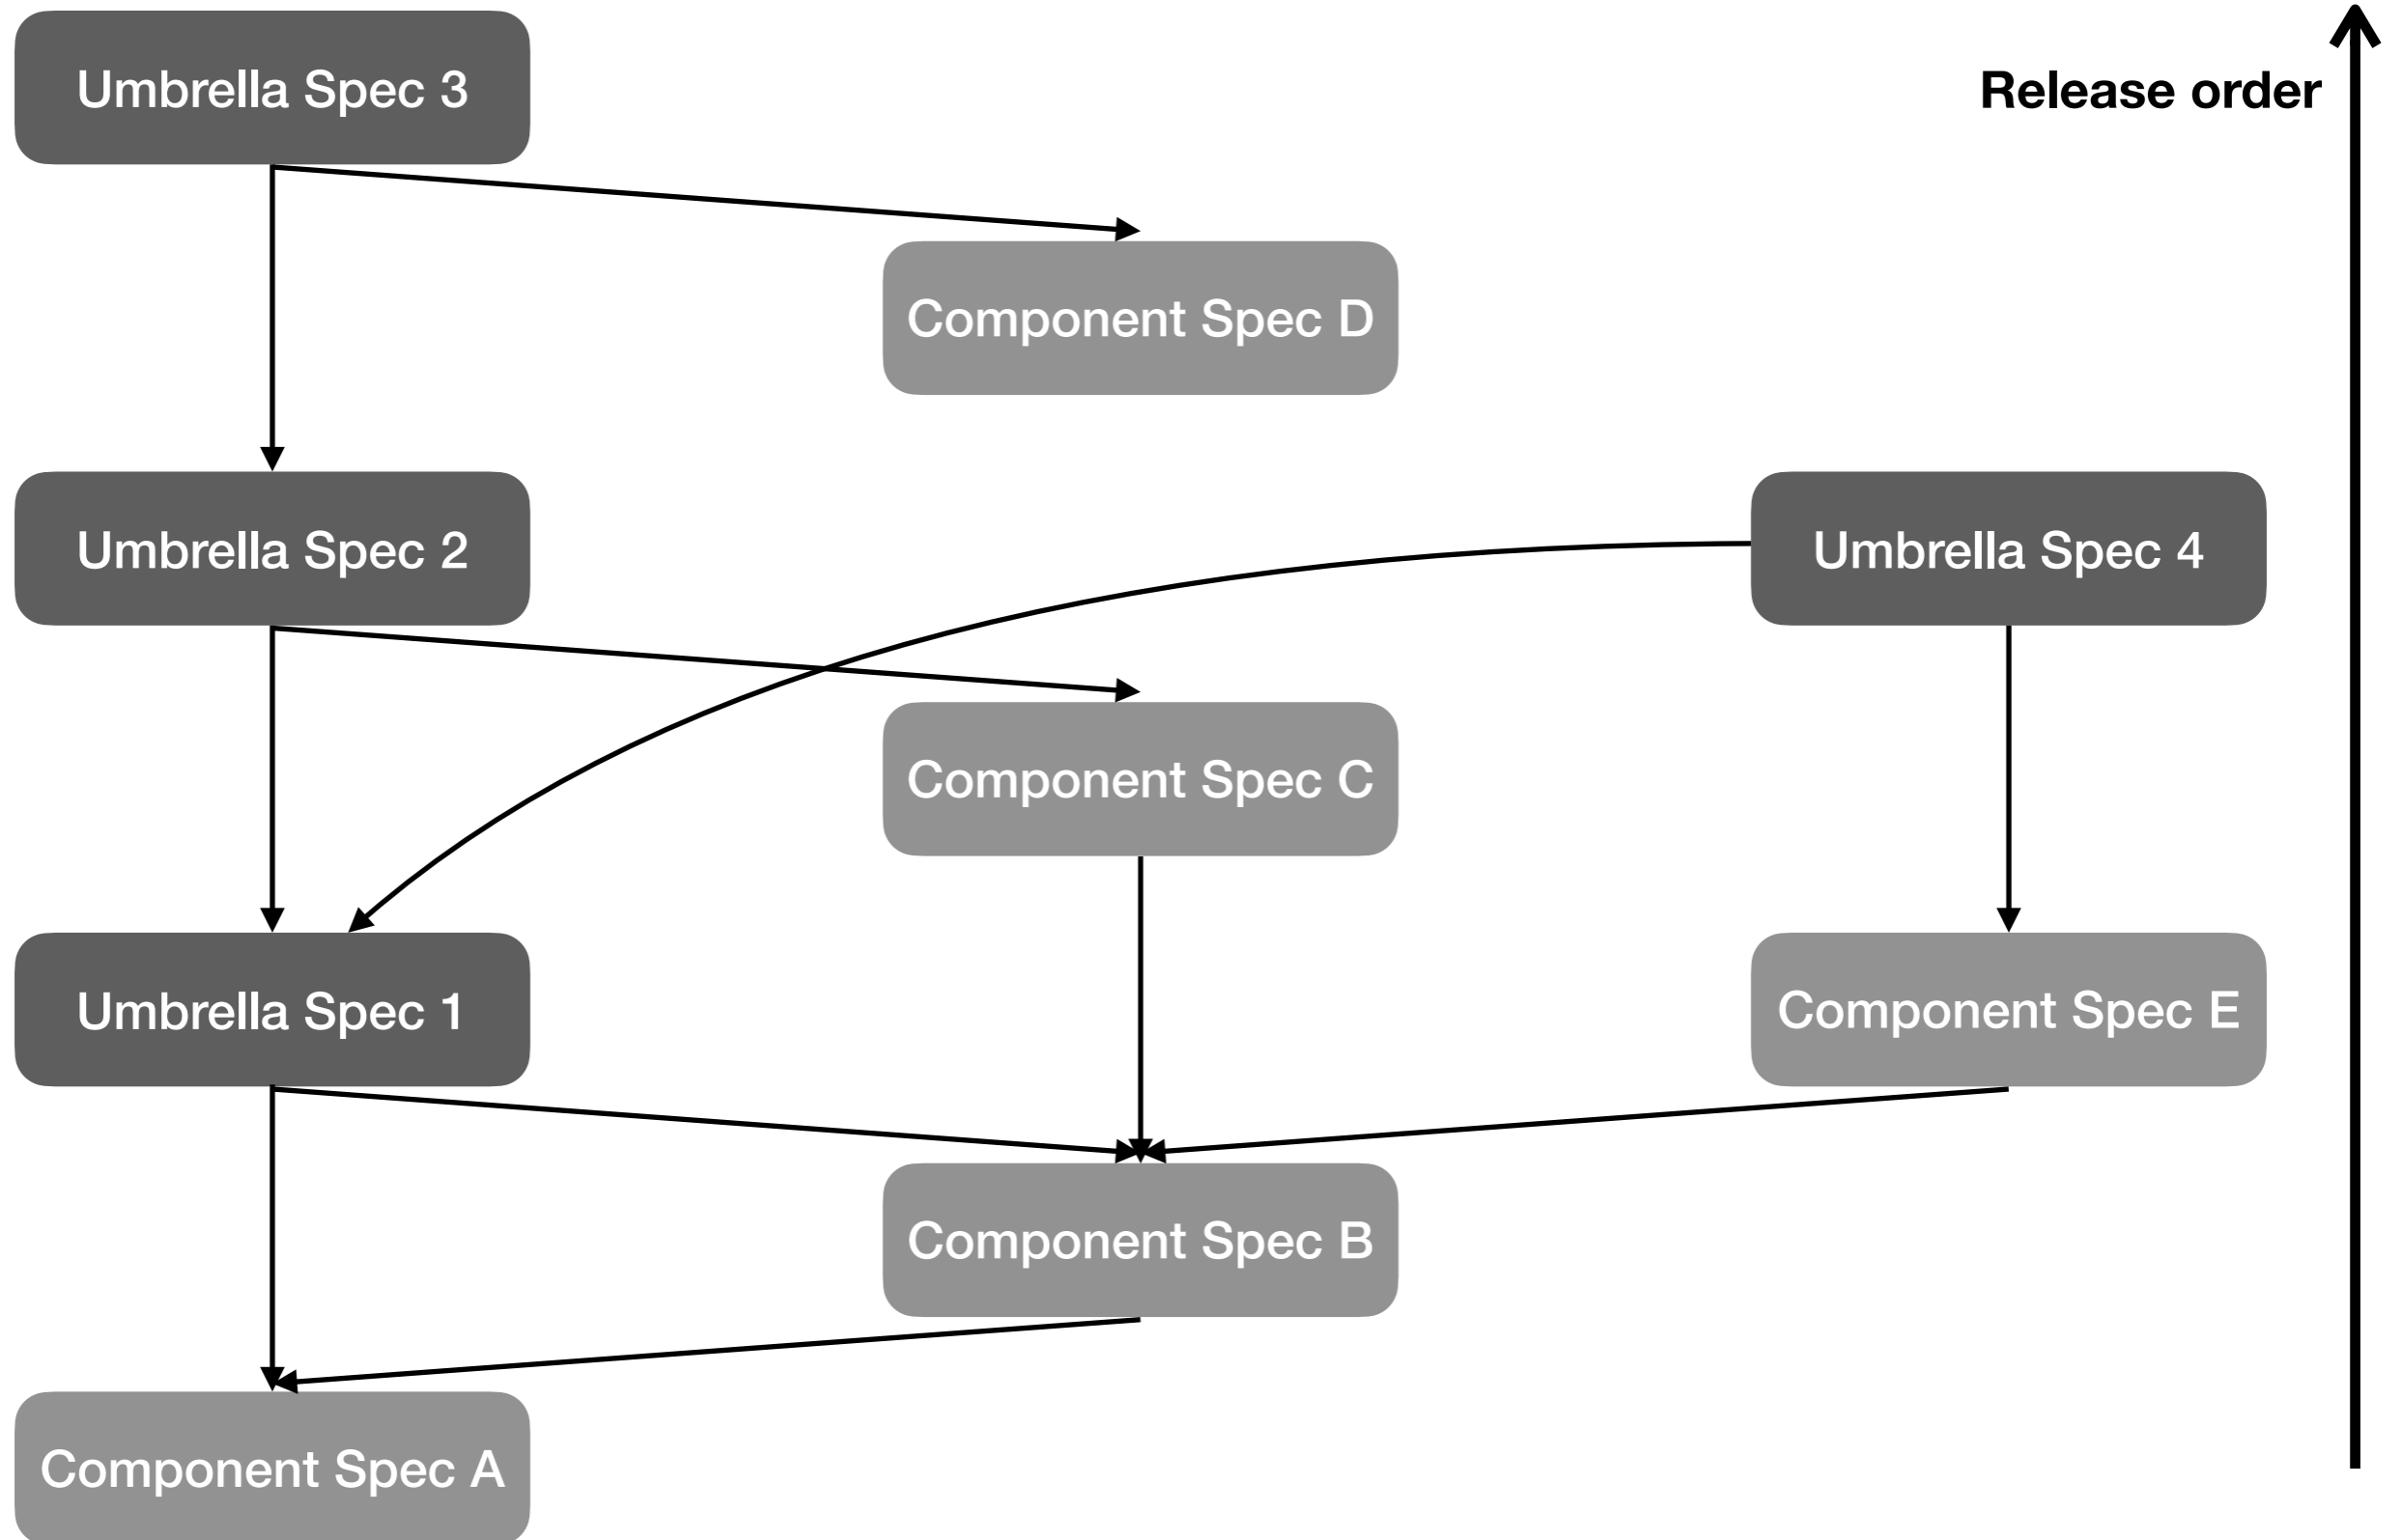 Umbrella Spec 3
Release order
Component Spec D
Umbrella Spec 2
Umbrella Spec 4
Component Spec C
Umbrella Spec 1
Component Spec E
Component Spec B
Component Spec A